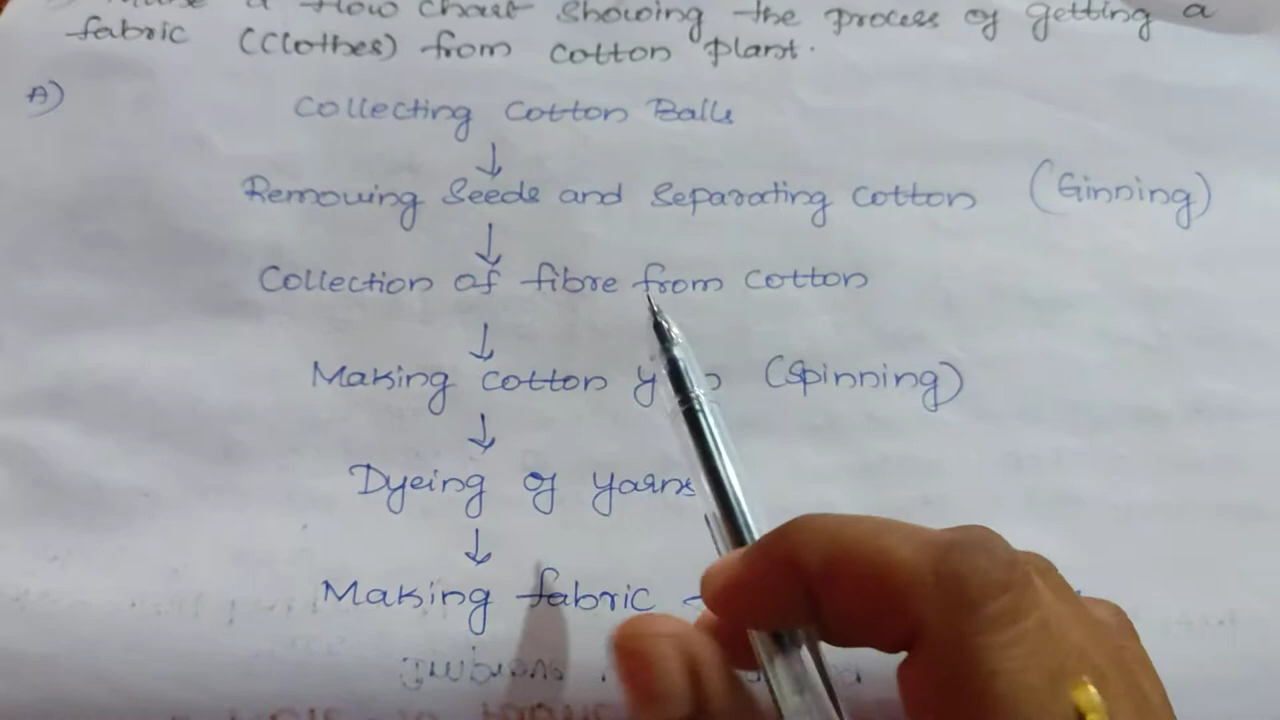 a flow chart showing the process of getting a
fabric (clothes) from cotton plant.
A) Collecting Cotton Balls
↓
Removing Seeds and Separating cotton (Ginning)
↓
Collection of fibre from cotton
↓
Making cotton (Spinning)
↓
Dyeing of yarns
↓
Making fabric